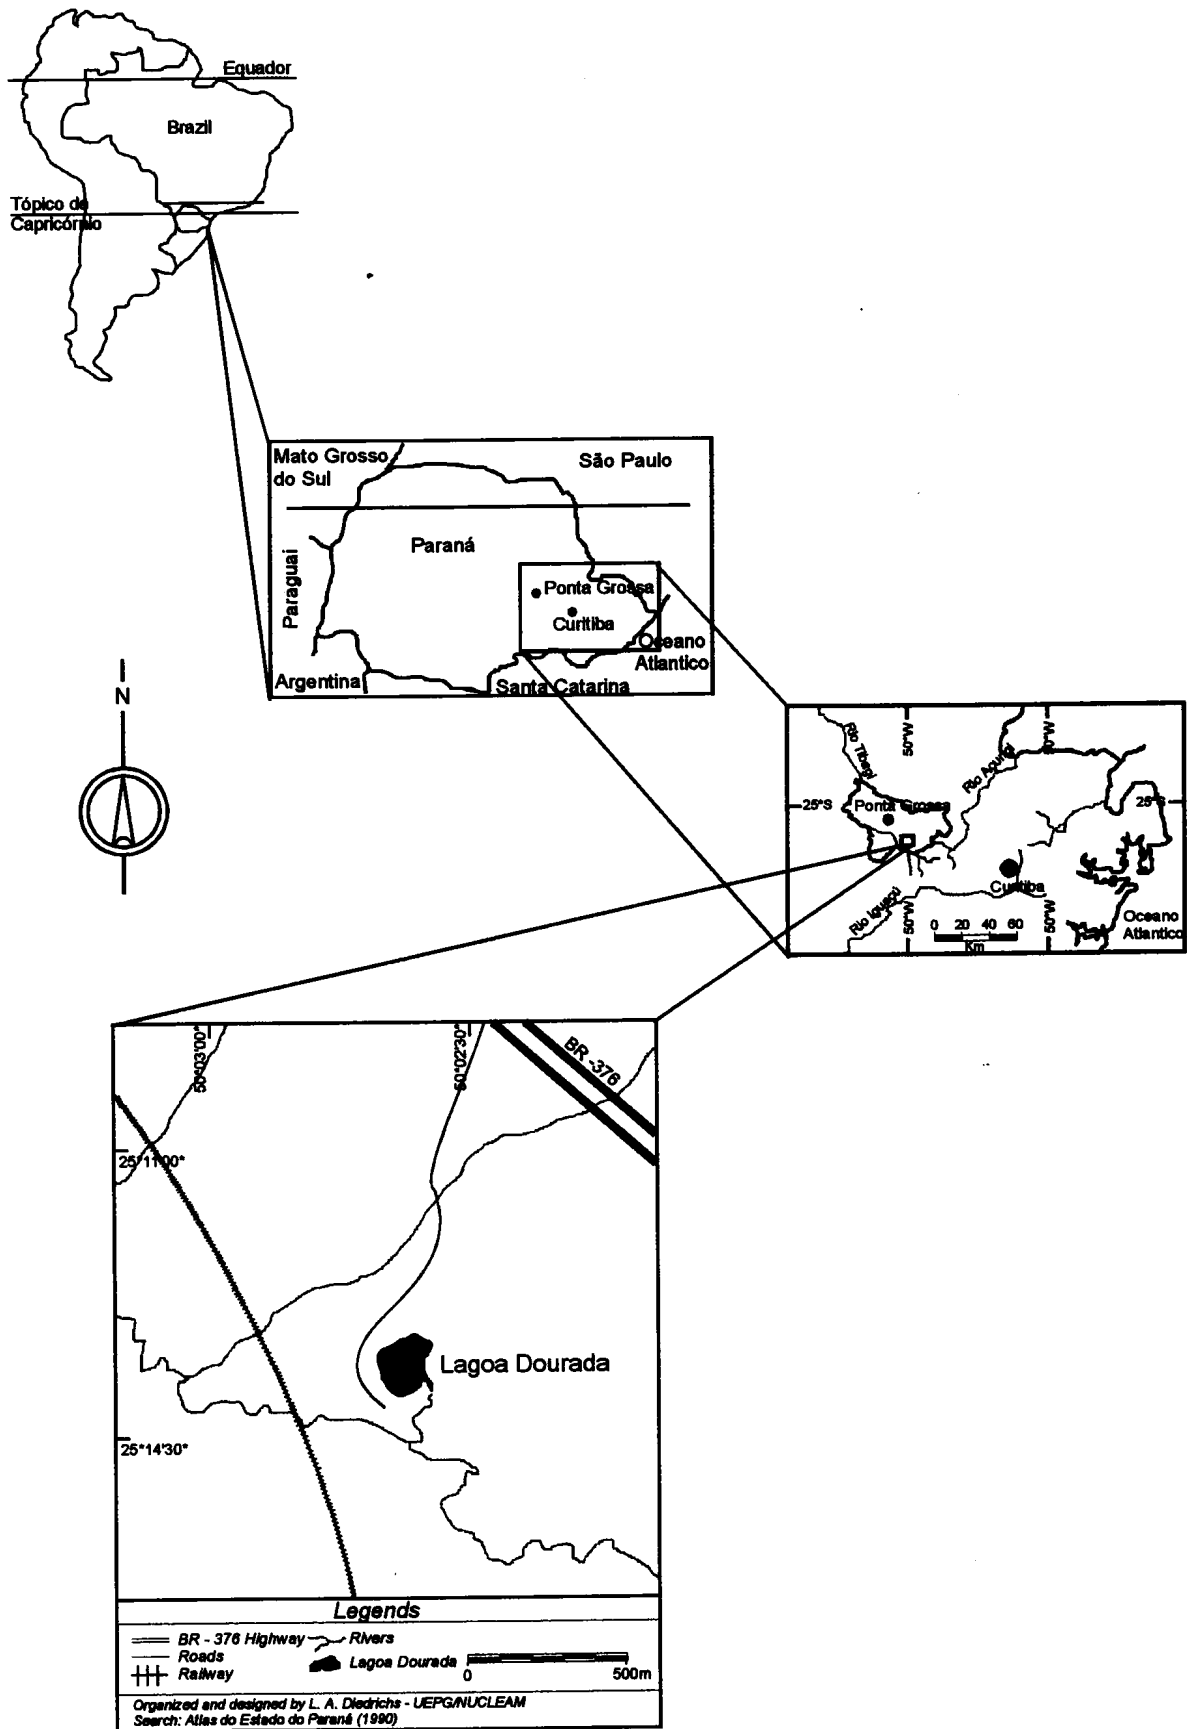 Equador
Brazil
Tópico de
Capricórnio
Mato Grosso
do Sul
São Paulo
Paraná
Paraguai
Ponta Grossa
Curitiba
Oceano
Atlantico
Argentina
Santa Catarina
N
Rio Tibagi
50°W
Rio Açungi
50°W
25°S
Ponta Grossa
25°S
Curitiba
Rio Iguaçú
50°W
0 20 40 60
Km
50°W
Oceano
Atlantico
50°03'00"
50°02'30"
BR -376
25°11'00"
Lagoa Dourada
25°14'30"
Legends
BR - 376 Highway
Rivers
Roads
Lagoa Dourada
Railway
0 500m
Organized and designed by L. A. Diedrichs - UEPG/NUCLEAM
Search: Atlas do Estado do Paraná (1990)